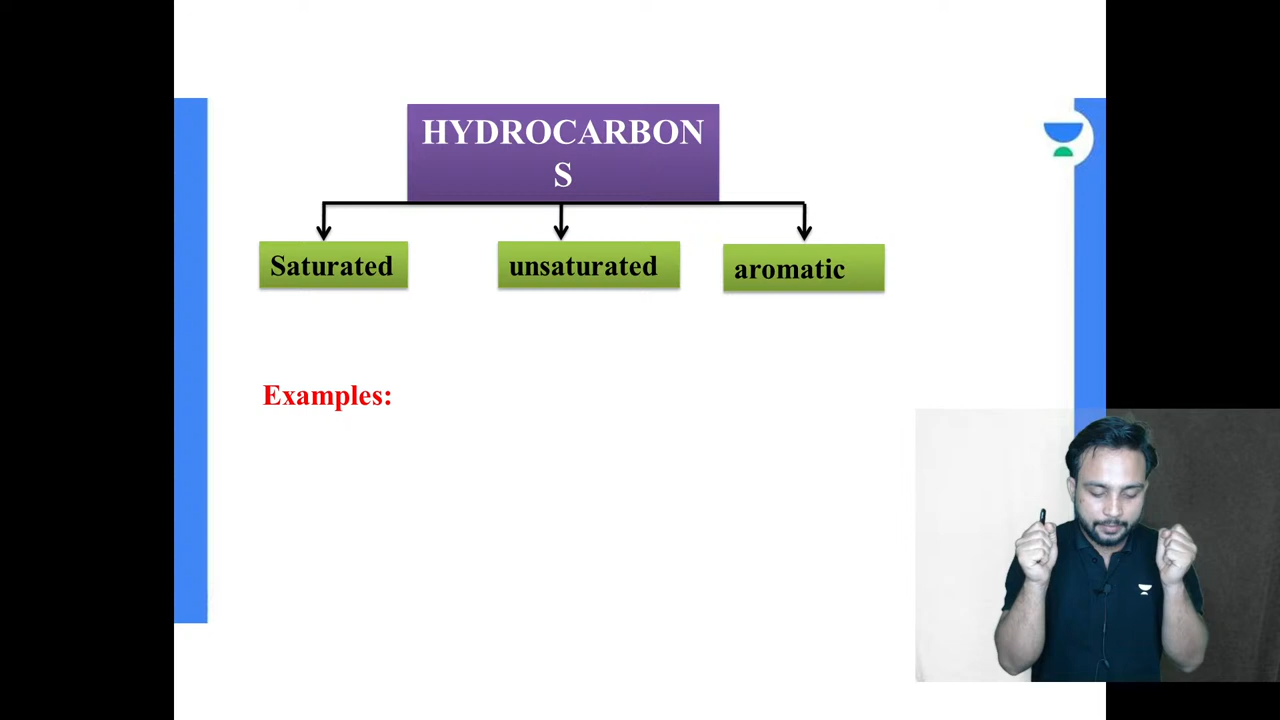 HYDROCARBON
S
Saturated
unsaturated
aromatic
Examples: